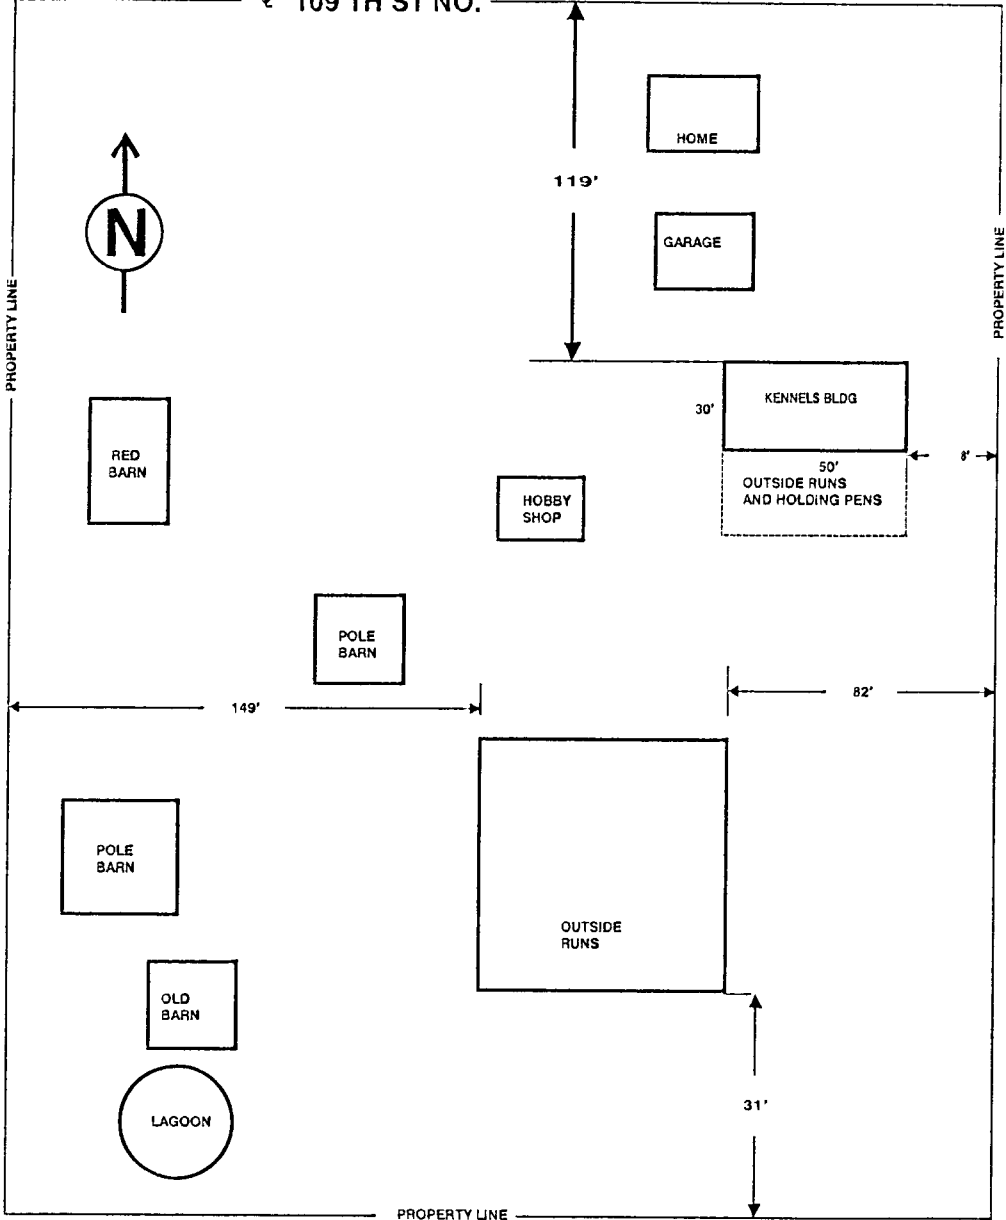 ℄ 109 TH ST NO.
HOME
119'
N
GARAGE
PROPERTY LINE
PROPERTY LINE
KENNELS BLDG
30'
50'
8'
OUTSIDE RUNS
AND HOLDING PENS
RED
BARN
HOBBY
SHOP
POLE
BARN
82'
149'
POLE
BARN
OUTSIDE
RUNS
OLD
BARN
31'
LAGOON
PROPERTY LINE